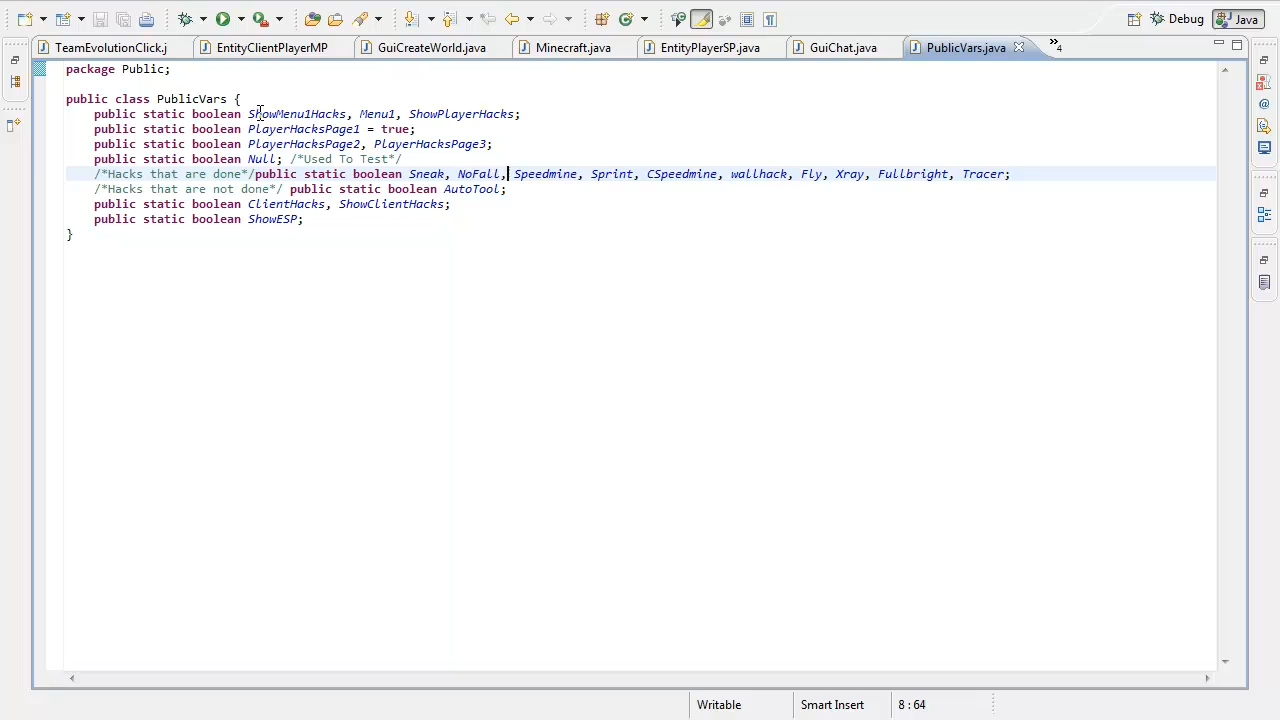 Debug Java
TeamEvolutionClick.j EntityClientPlayerMP GuiCreateWorld.java Minecraft.java EntityPlayerSP.java GuiChat.java PublicVars.java »4
package Public;
public class PublicVars {
public static boolean ShowMenu1Hacks, Menu1, ShowPlayerHacks;
public static boolean PlayerHacksPage1 = true;
public static boolean PlayerHacksPage2, PlayerHacksPage3;
public static boolean Null; /*Used To Test*/
/*Hacks that are done*/public static boolean Sneak, NoFall, Speedmine, Sprint, CSpeedmine, wallhack, Fly, Xray, Fullbright, Tracer;
/*Hacks that are not done*/ public static boolean AutoTool;
public static boolean ClientHacks, ShowClientHacks;
public static boolean ShowESP;
}
Writable Smart Insert 8 : 64